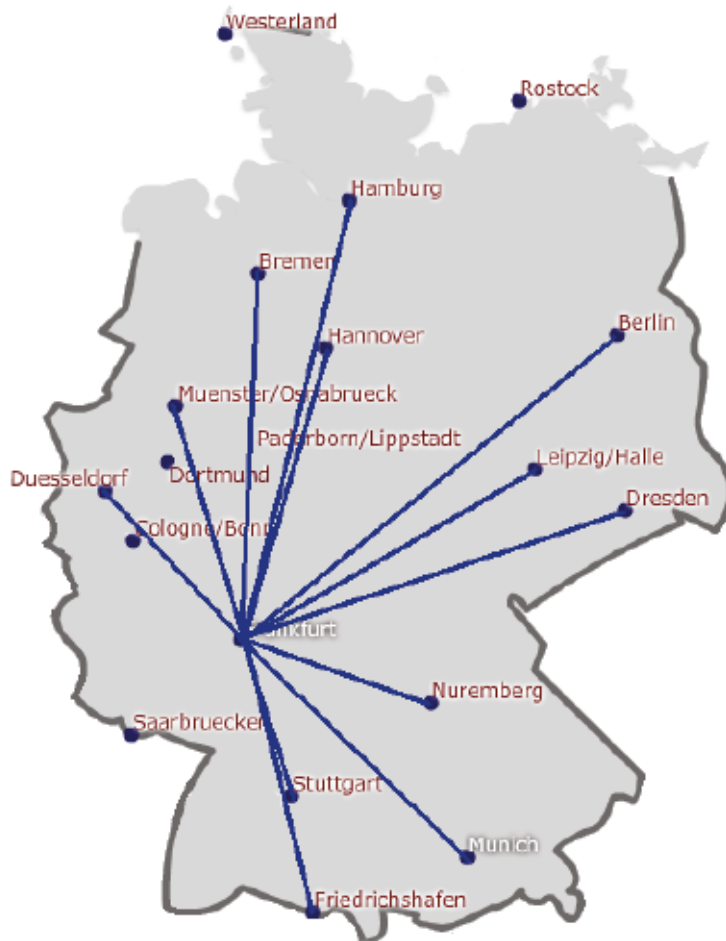 Westerland
Rostock
Hamburg
Bremen
Hannover
Berlin
Muenster/Osnabrueck
Paderborn/Lippstadt
Leipzig/Halle
Dortmund
Duesseldorf
Dresden
Cologne/Bonn
Frankfurt
Nuremberg
Saarbruecken
Stuttgart
Munich
Friedrichshafen